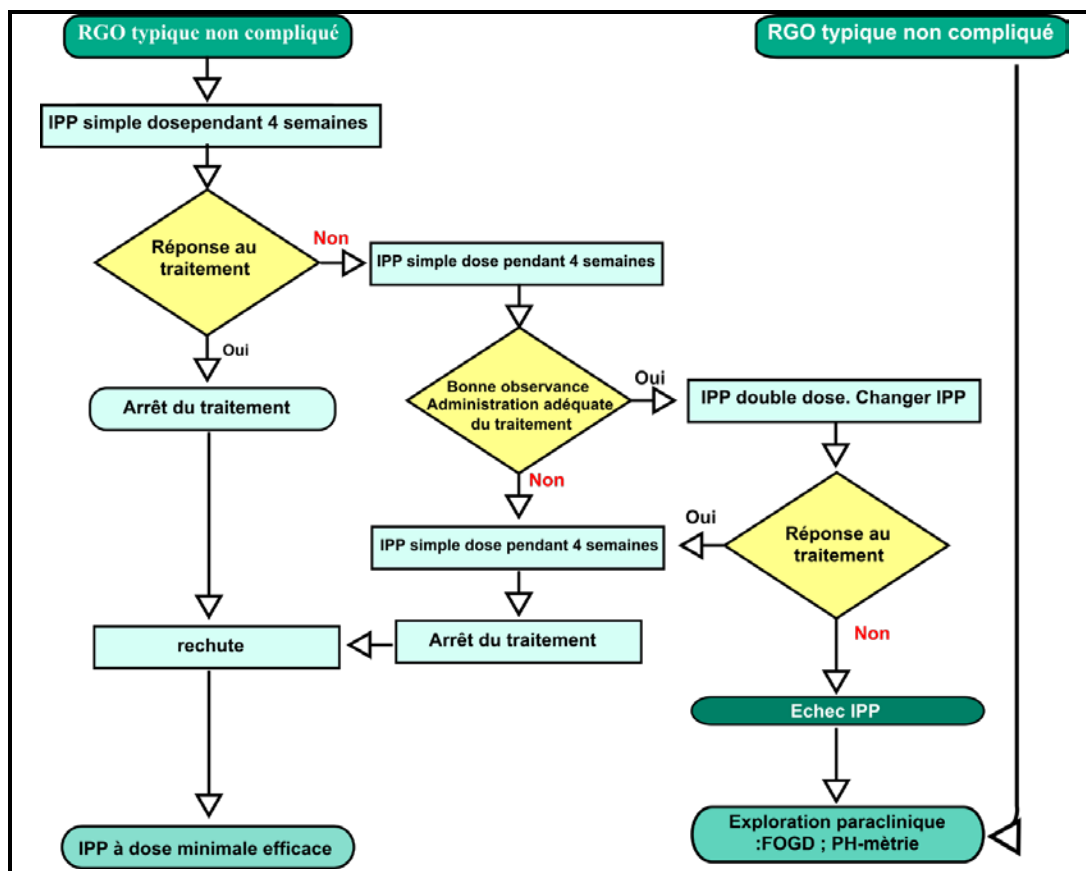 RGO typique non compliqué
RGO typique non compliqué
IPP simple dosependant 4 semaines
Réponse au
traitement
Non
IPP simple dose pendant 4 semaines
Oui
Bonne observance
Administration adéquate
du traitement
Oui
IPP double dose. Changer IPP
Arrêt du traitement
Non
IPP simple dose pendant 4 semaines
Oui
Réponse au
traitement
rechute
Arrêt du traitement
Non
Echec IPP
IPP à dose minimale efficace
Exploration paraclinique
:FOGD ; PH-mètrie